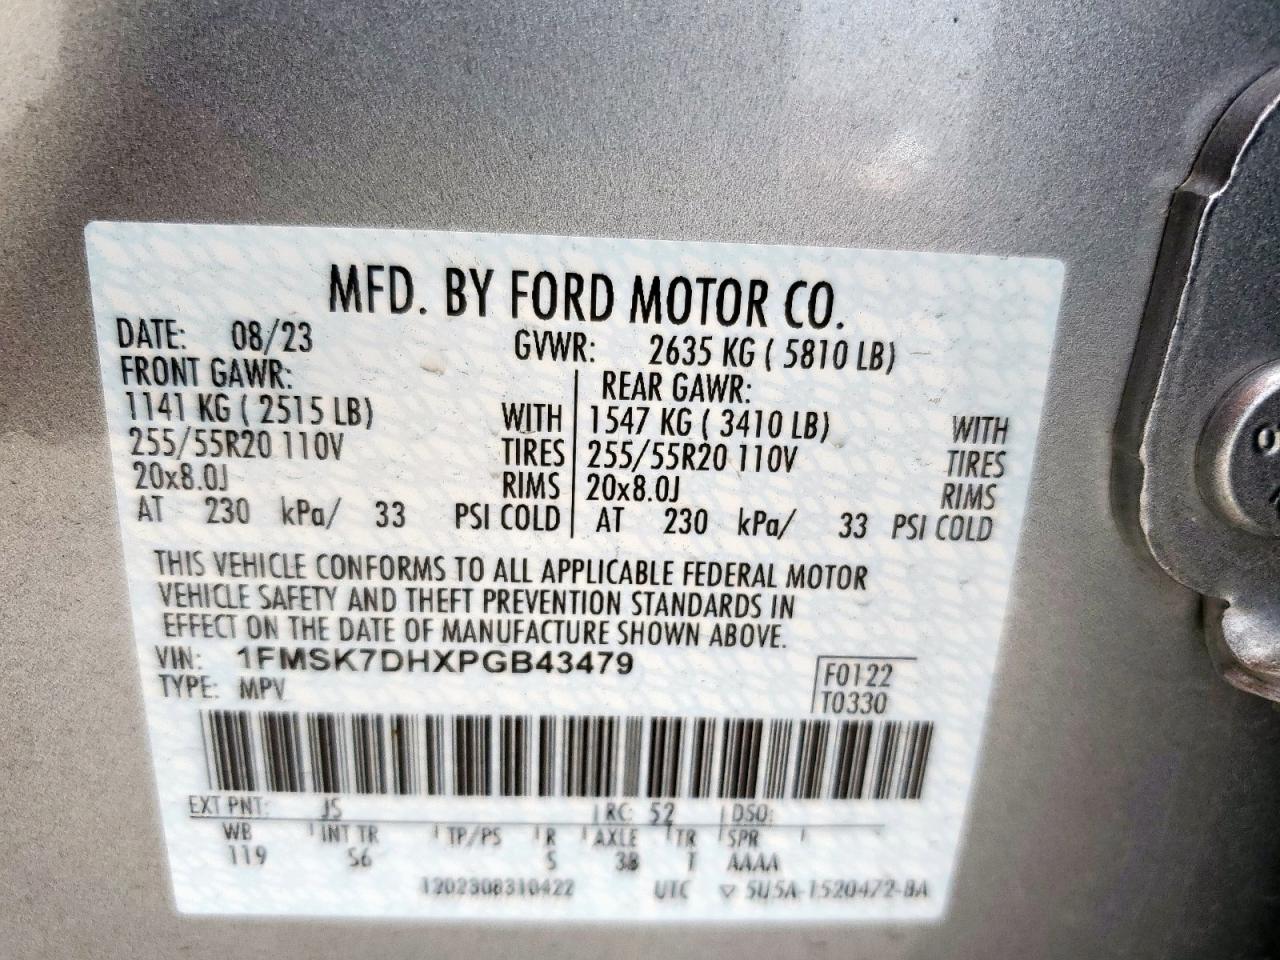 MFD. BY FORD MOTOR CO.
DATE: 08/23 GVWR: 2635 KG ( 5810 LB)
FRONT GAWR: REAR GAWR:
1141 KG ( 2515 LB) WITH 1547 KG ( 3410 LB) WITH
255/55R20 110V TIRES 255/55R20 110V TIRES
20x8.0J RIMS 20x8.0J RIMS
AT 230 kPa/ 33 PSI COLD AT 230 kPa/ 33 PSI COLD
THIS VEHICLE CONFORMS TO ALL APPLICABLE FEDERAL MOTOR
VEHICLE SAFETY AND THEFT PREVENTION STANDARDS IN
EFFECT ON THE DATE OF MANUFACTURE SHOWN ABOVE.
VIN: 1FMSK7DHXPGB43479 F0122
TYPE: MPV T0330
EXT PNT: JS RC: 52 DSO:
WB INT TR TP/PS R AXLE TR SPR
119 S6 S 3B T AAAA
1202308310422 UTC ▽ 5U5A-1520472-BA